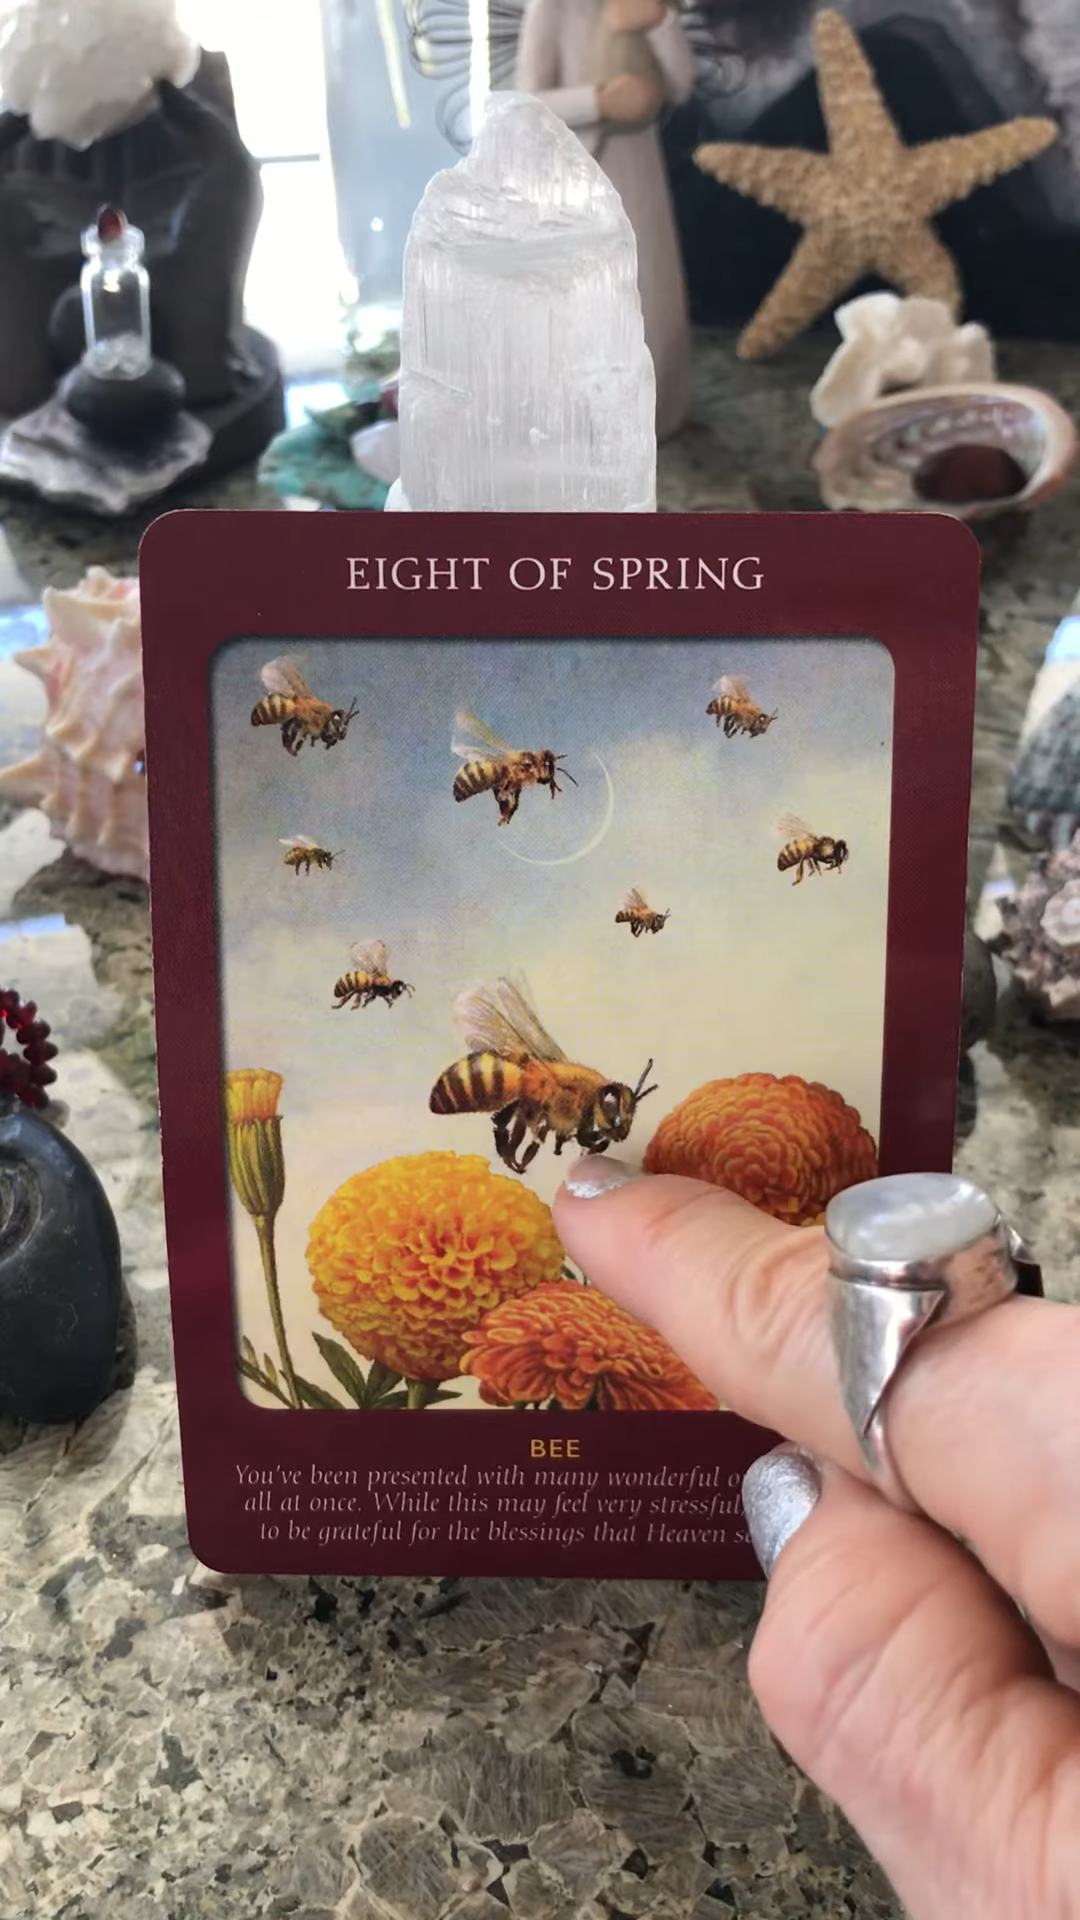 EIGHT OF SPRING
BEE
You've been presented with many wonderful
all at once. While this may feel very stressful,
to be grateful for the blessings that Heaven